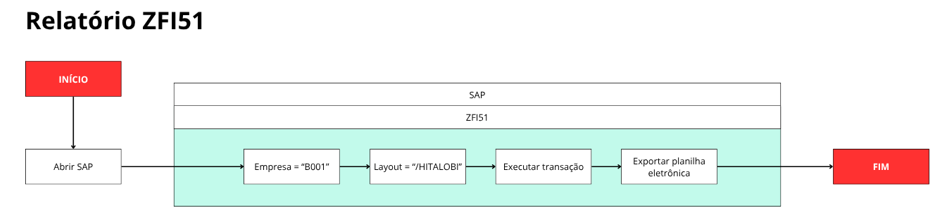 Relatório ZFI51
INÍCIO
SAP
ZFI51
Abrir SAP
Empresa = “B001”
Layout = “/HITALOBI”
Executar transação
Exportar planilha
eletrônica
FIM